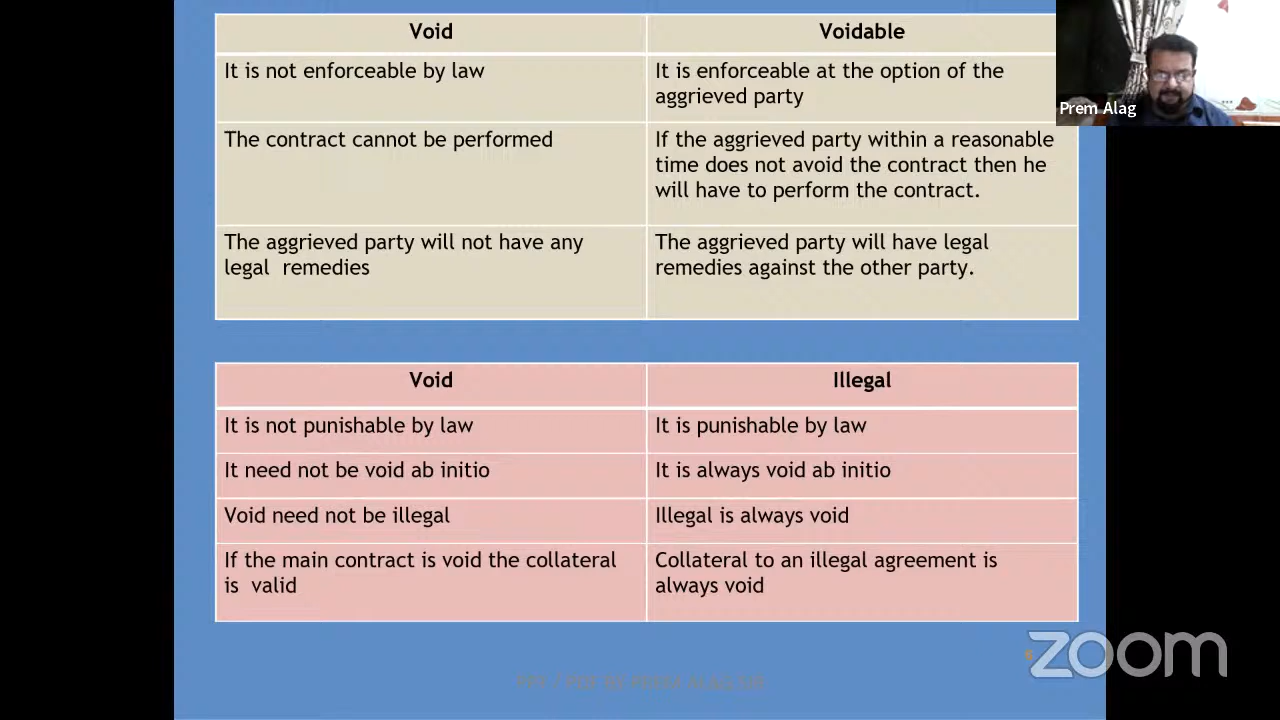 Void
Voidable
It is not enforceable by law
It is enforceable at the option of the
aggrieved party
The contract cannot be performed
If the aggrieved party within a reasonable
time does not avoid the contract then he
will have to perform the contract.
The aggrieved party will not have any
legal remedies
The aggrieved party will have legal
remedies against the other party.
Void
Illegal
It is not punishable by law
It is punishable by law
It need not be void ab initio
It is always void ab initio
Void need not be illegal
Illegal is always void
If the main contract is void the collateral
is valid
Collateral to an illegal agreement is
always void
Prem Alag
zoom